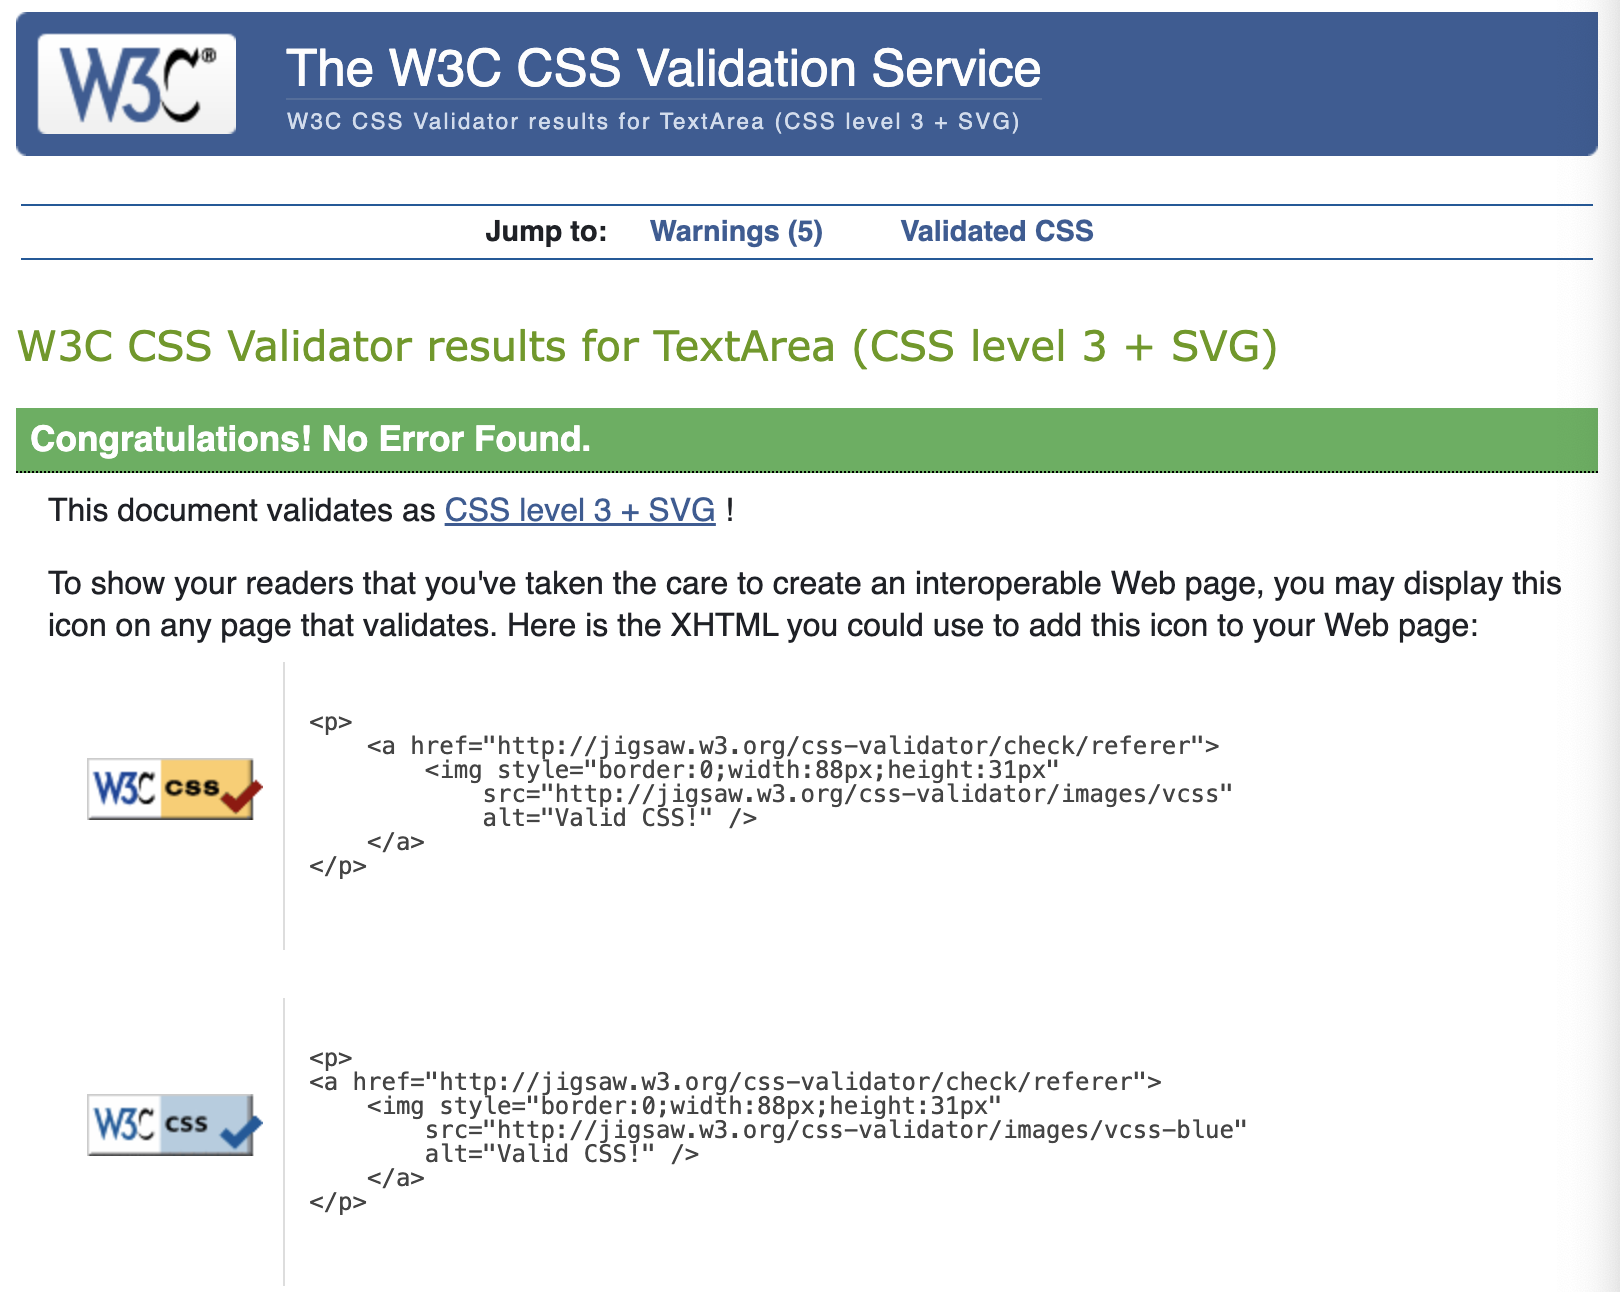 W3C®
The W3C CSS Validation Service
W3C CSS Validator results for TextArea (CSS level 3 + SVG)
Jump to: Warnings (5) Validated CSS
W3C CSS Validator results for TextArea (CSS level 3 + SVG)
Congratulations! No Error Found.
This document validates as CSS level 3 + SVG !
To show your readers that you've taken the care to create an interoperable Web page, you may display this
icon on any page that validates. Here is the XHTML you could use to add this icon to your Web page:
W3C css
<p>
    <a href="http://jigsaw.w3.org/css-validator/check/referer">
        <img style="border:0;width:88px;height:31px"
            src="http://jigsaw.w3.org/css-validator/images/vcss"
            alt="Valid CSS!" />
    </a>
</p>
W3C css
<p>
<a href="http://jigsaw.w3.org/css-validator/check/referer">
    <img style="border:0;width:88px;height:31px"
        src="http://jigsaw.w3.org/css-validator/images/vcss-blue"
        alt="Valid CSS!" />
    </a>
</p>